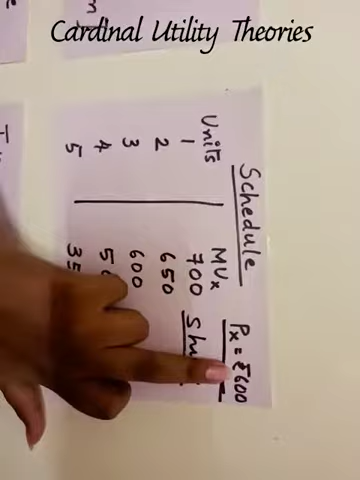 Cardinal Utility Theories
Schedule Px = ₹600
Units MUx
1 700
2 650
3 600
4
5